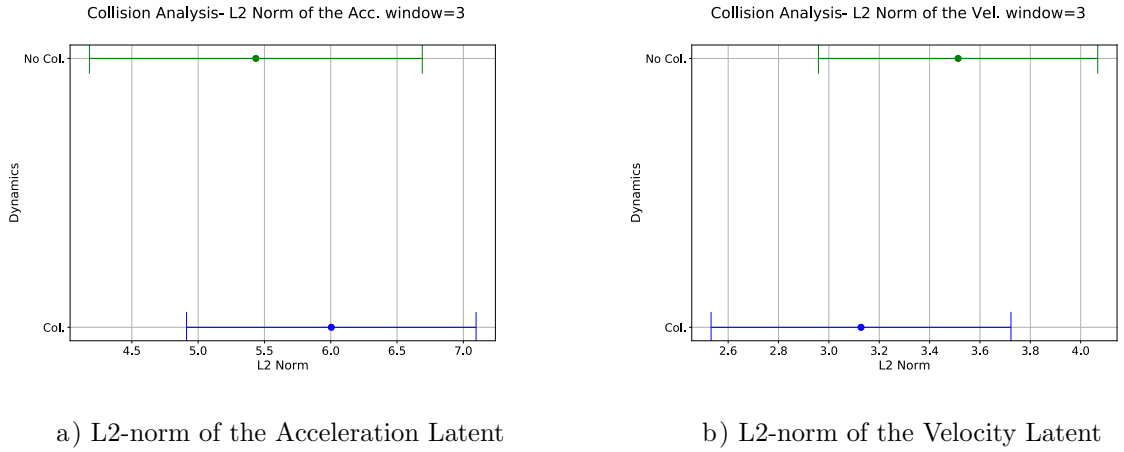 Collision Analysis- L2 Norm of the Acc. window=3
No Col.
Dynamics
Col.
4.5 5.0 5.5 6.0 6.5 7.0
L2 Norm
a) L2-norm of the Acceleration Latent
Collision Analysis- L2 Norm of the Vel. window=3
No Col.
Dynamics
Col.
2.6 2.8 3.0 3.2 3.4 3.6 3.8 4.0
L2 Norm
b) L2-norm of the Velocity Latent